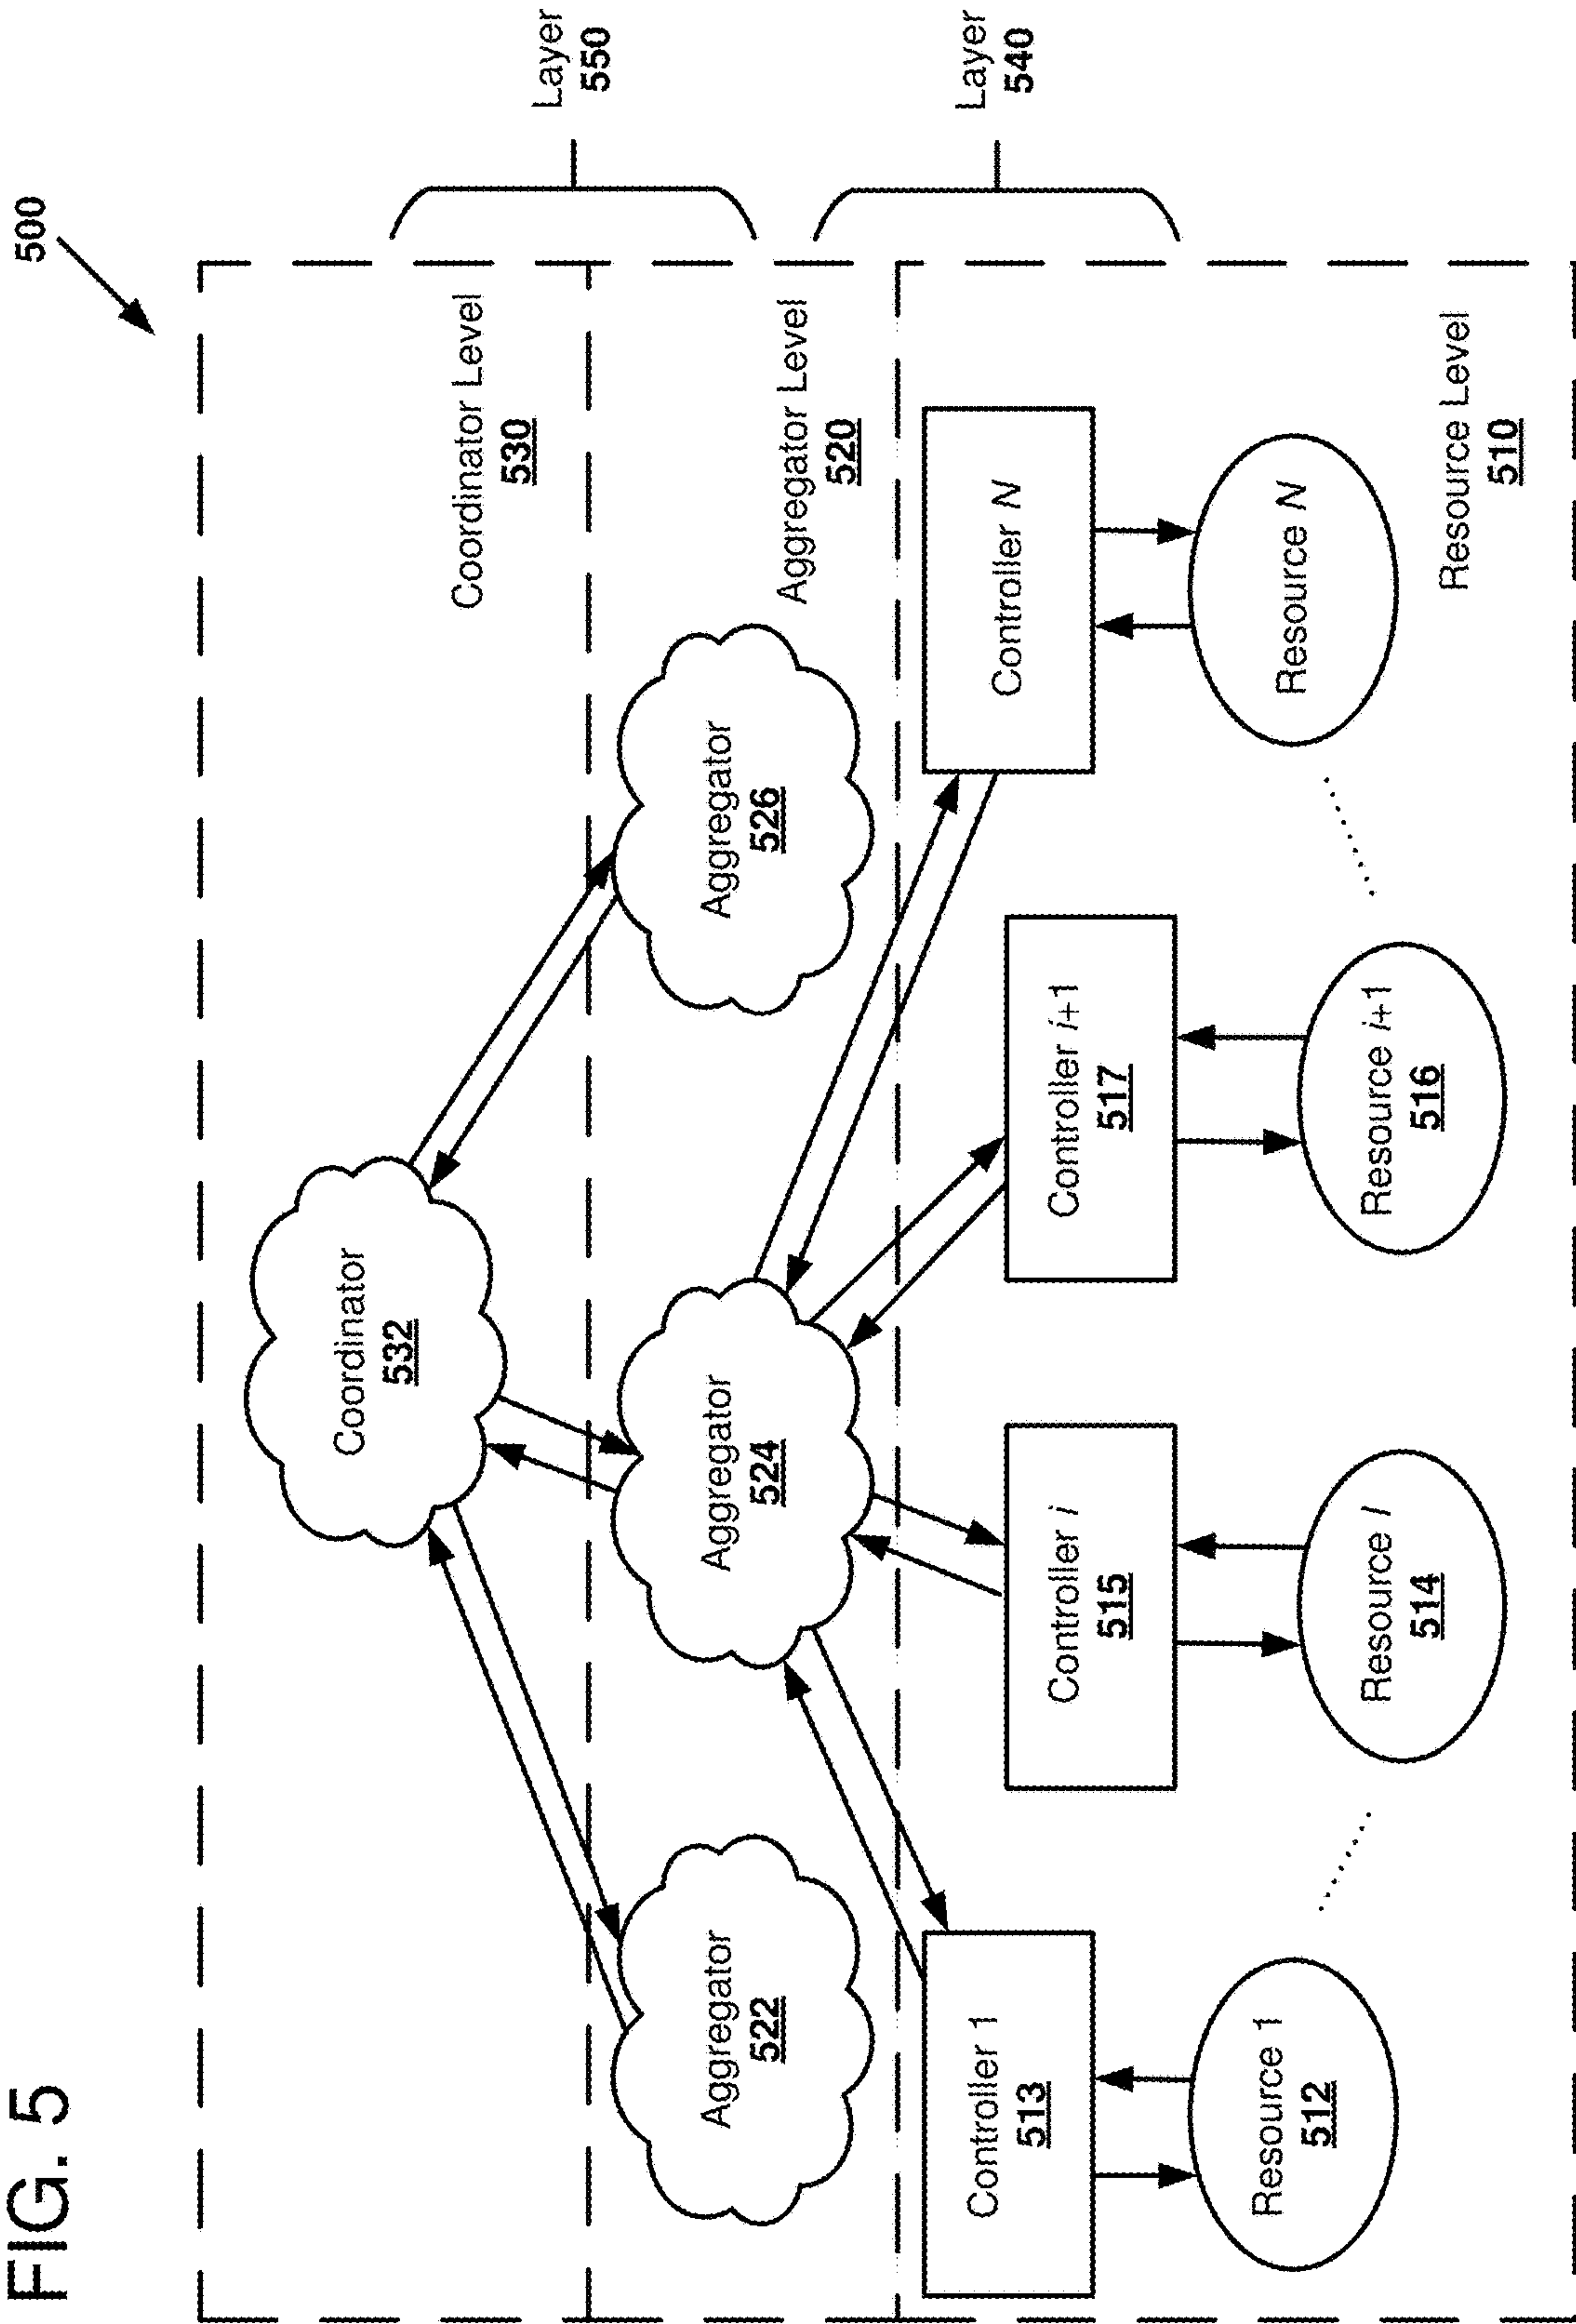 FIG. 5
500
Coordinator
532
Coordinator Level
530
Layer
550
Aggregator
522
Aggregator
524
Aggregator
526
Aggregator Level
520
Layer
540
Controller 1
513
Controller i
515
Controller i+1
517
Controller N
Resource 1
512
Resource I
514
Resource i+1
516
Resource N
Resource Level
510